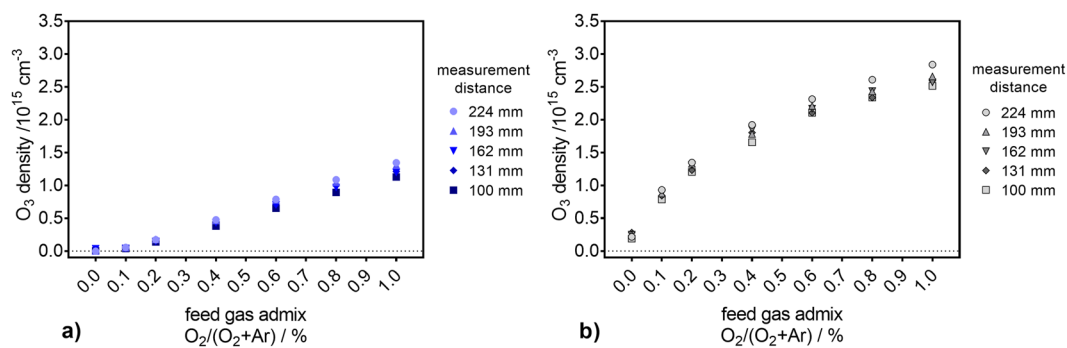 3.5
3.0
2.5
2.0
1.5
1.0
0.5
0.0
O₃ density /10¹⁵ cm⁻³
0.0 0.1 0.2 0.3 0.4 0.5 0.6 0.7 0.8 0.9 1.0
feed gas admix
O₂/(O₂+Ar) / %
a)
measurement
distance
224 mm
193 mm
162 mm
131 mm
100 mm
3.5
3.0
2.5
2.0
1.5
1.0
0.5
0.0
O₃ density /10¹⁵ cm⁻³
0.0 0.1 0.2 0.3 0.4 0.5 0.6 0.7 0.8 0.9 1.0
feed gas admix
O₂/(O₂+Ar) / %
b)
measurement
distance
224 mm
193 mm
162 mm
131 mm
100 mm